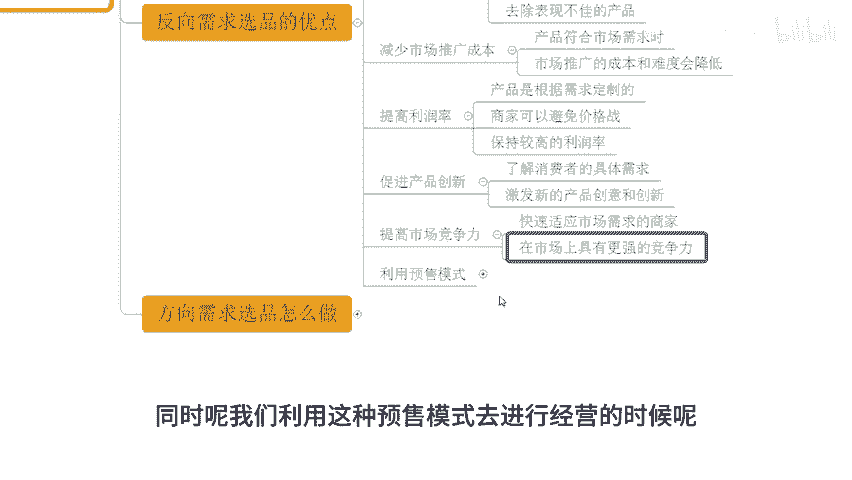 反向需求选品的优点
去除表现不佳的产品
减少市场推广成本
产品符合市场需求时
市场推广的成本和难度会降低
提高利润率
产品是根据需求定制的
商家可以避免价格战
保持较高的利润率
促进产品创新
了解消费者的具体需求
激发新的产品创意和创新
提高市场竞争力
快速适应市场需求的商家
在市场上具有更强的竞争力
利用预售模式
方向需求选品怎么做
同时呢我们利用这种预售模式去进行经营的时候呢
bilibili